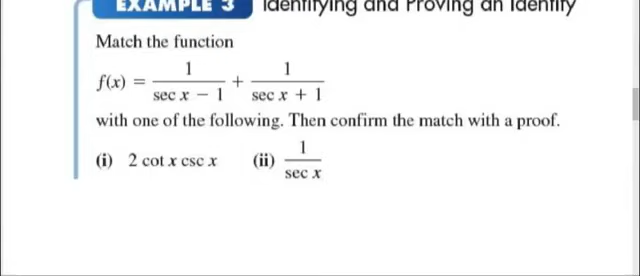 EXAMPLE 3 Identifying and Proving an Identity
Match the function
f(x) = 1/(sec x − 1) + 1/(sec x + 1)
with one of the following. Then confirm the match with a proof.
(i) 2 cot x csc x (ii) 1/(sec x)